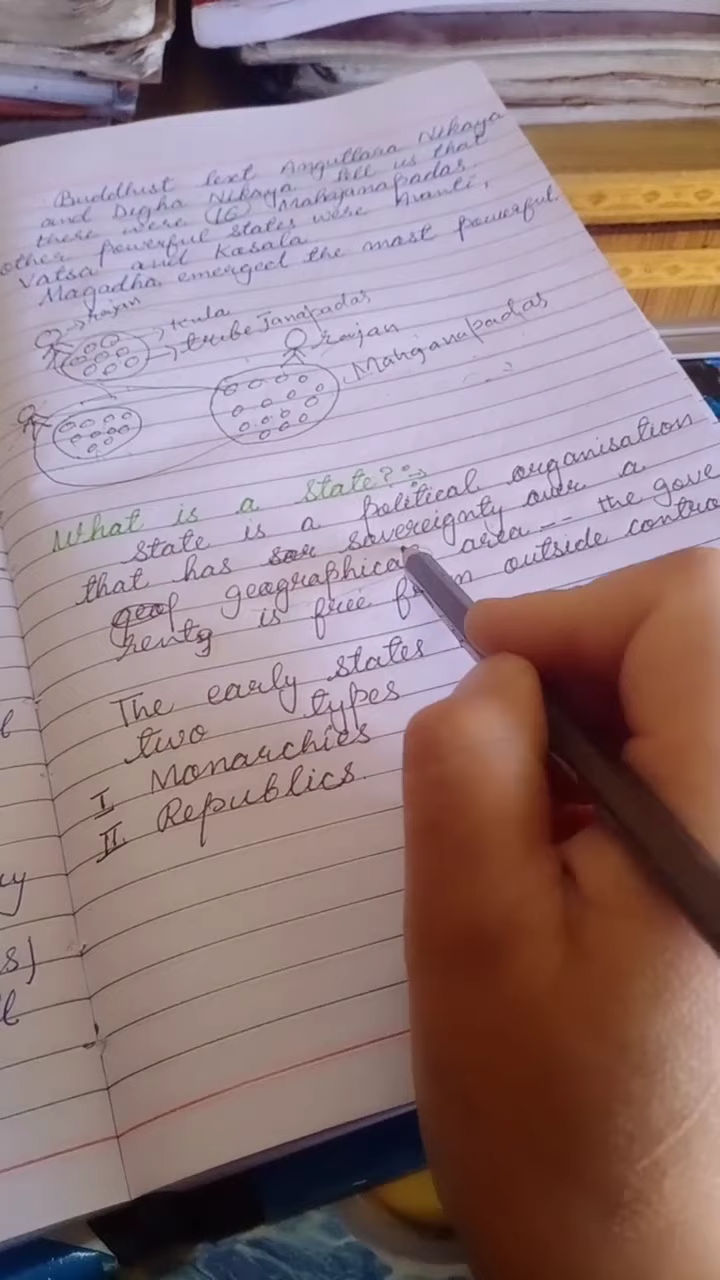 Buddhist text Anguttara Nikaya
and Digha Nikaya tell us that
there were (16) Mahajanapadas.
other powerful states were Avanti,
Vatsa and Kosala.
Magadha emerged the most powerful.
→ Rajan
→ kula
→ tribe Janapadas
→ rajan
Mahajanapadas
What is a state? :→
state is a political organisation
that has sovereignty over a
geographical area -- the gove
rent is free from outside contro
The early states
two types
I Monarchies
II Republics.
l
cy
s)
l